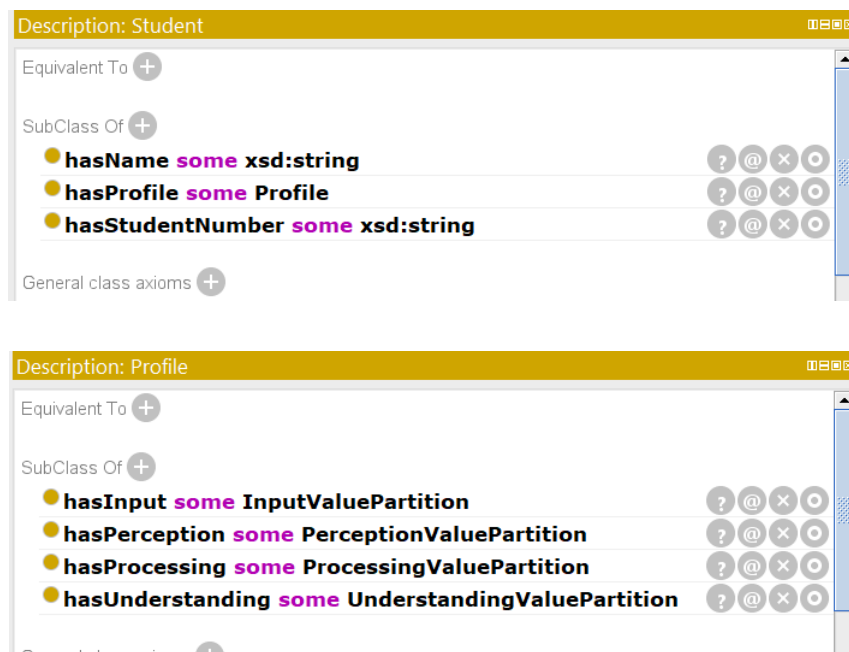 Description: Student
Equivalent To
SubClass Of
hasName some xsd:string
hasProfile some Profile
hasStudentNumber some xsd:string
General class axioms
Description: Profile
Equivalent To
SubClass Of
hasInput some InputValuePartition
hasPerception some PerceptionValuePartition
hasProcessing some ProcessingValuePartition
hasUnderstanding some UnderstandingValuePartition